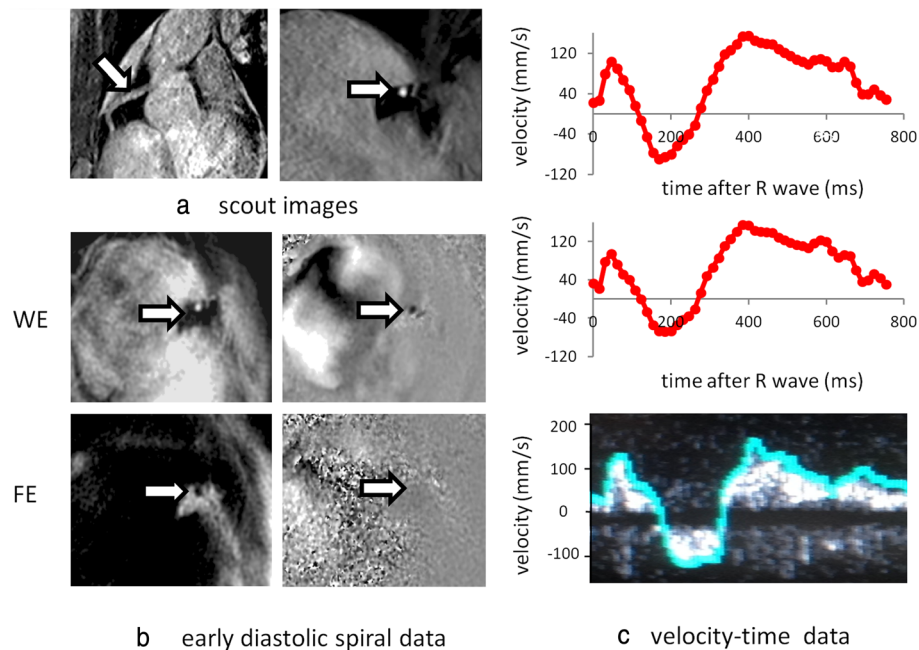 a scout images
WE
FE
b early diastolic spiral data
velocity (mm/s)
120
40
-40
-120
0 200 400 600 800
time after R wave (ms)
velocity (mm/s)
120
40
-40
-120
0 200 400 600 800
time after R wave (ms)
velocity (mm/s)
200
100
0
-100
c velocity-time data